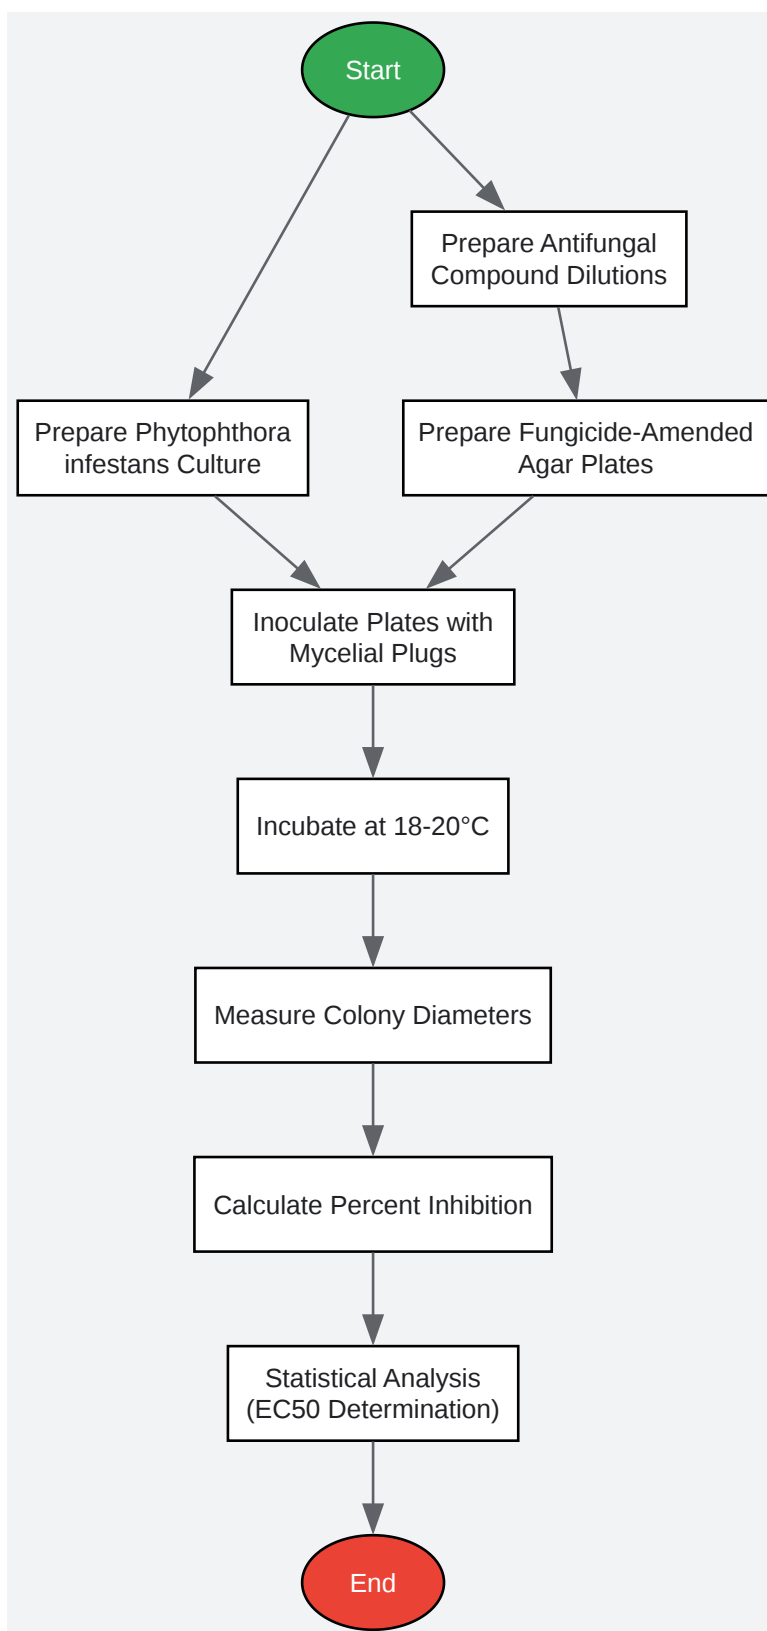 Start
Prepare Antifungal
Compound Dilutions
Prepare Phytophthora
infestans Culture
Prepare Fungicide-Amended
Agar Plates
Inoculate Plates with
Mycelial Plugs
Incubate at 18-20°C
Measure Colony Diameters
Calculate Percent Inhibition
Statistical Analysis
(EC50 Determination)
End